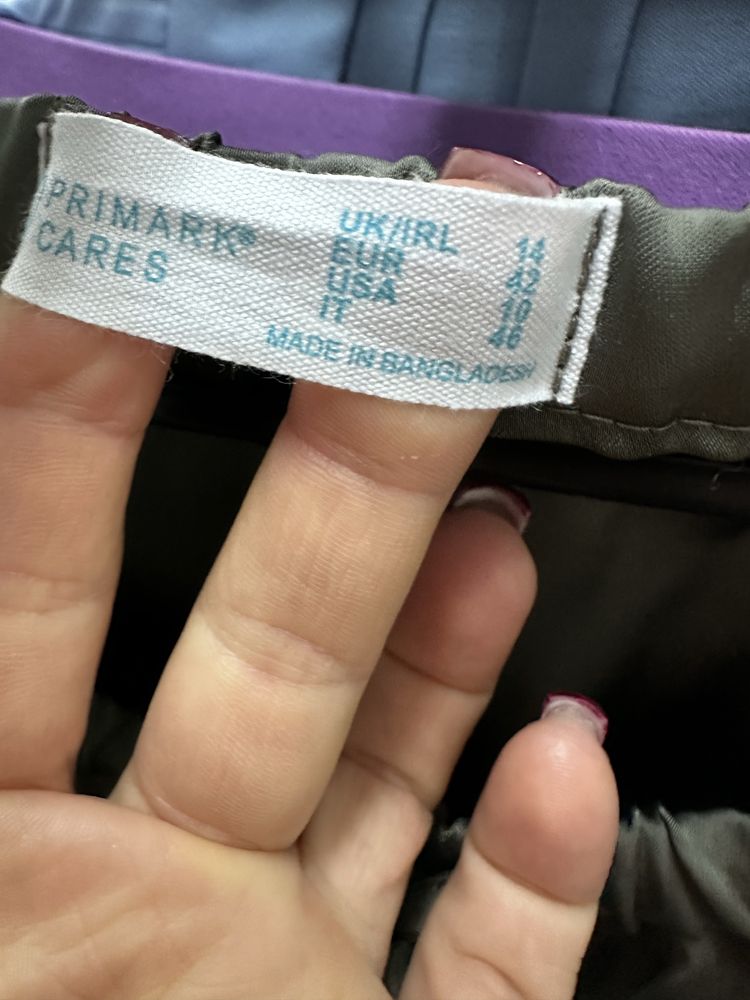 PRIMARK®
CARES
UK/IRL 14
EUR 42
USA 10
IT 46
MADE IN BANGLADESH